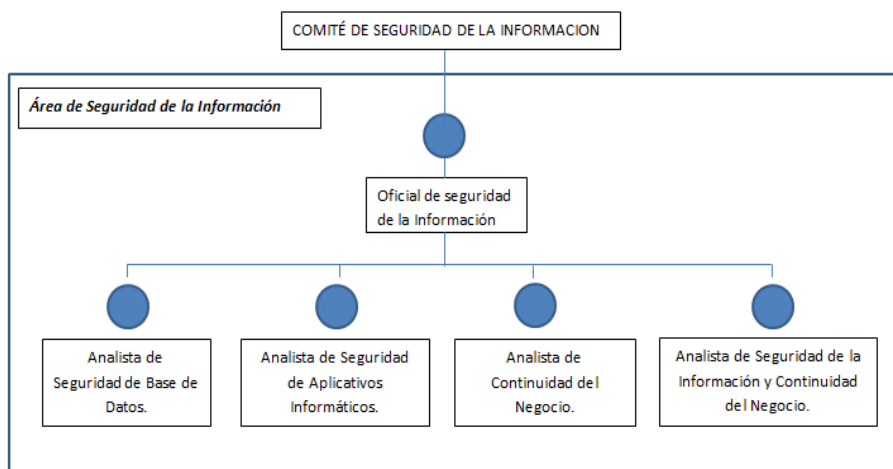 COMITÉ DE SEGURIDAD DE LA INFORMACION
Área de Seguridad de la Información
Oficial de seguridad
de la Información
Analista de
Seguridad de Base de
Datos.
Analista de Seguridad
de Aplicativos
Informáticos.
Analista de
Continuidad del
Negocio.
Analista de Seguridad de la
Información y Continuidad
del Negocio.